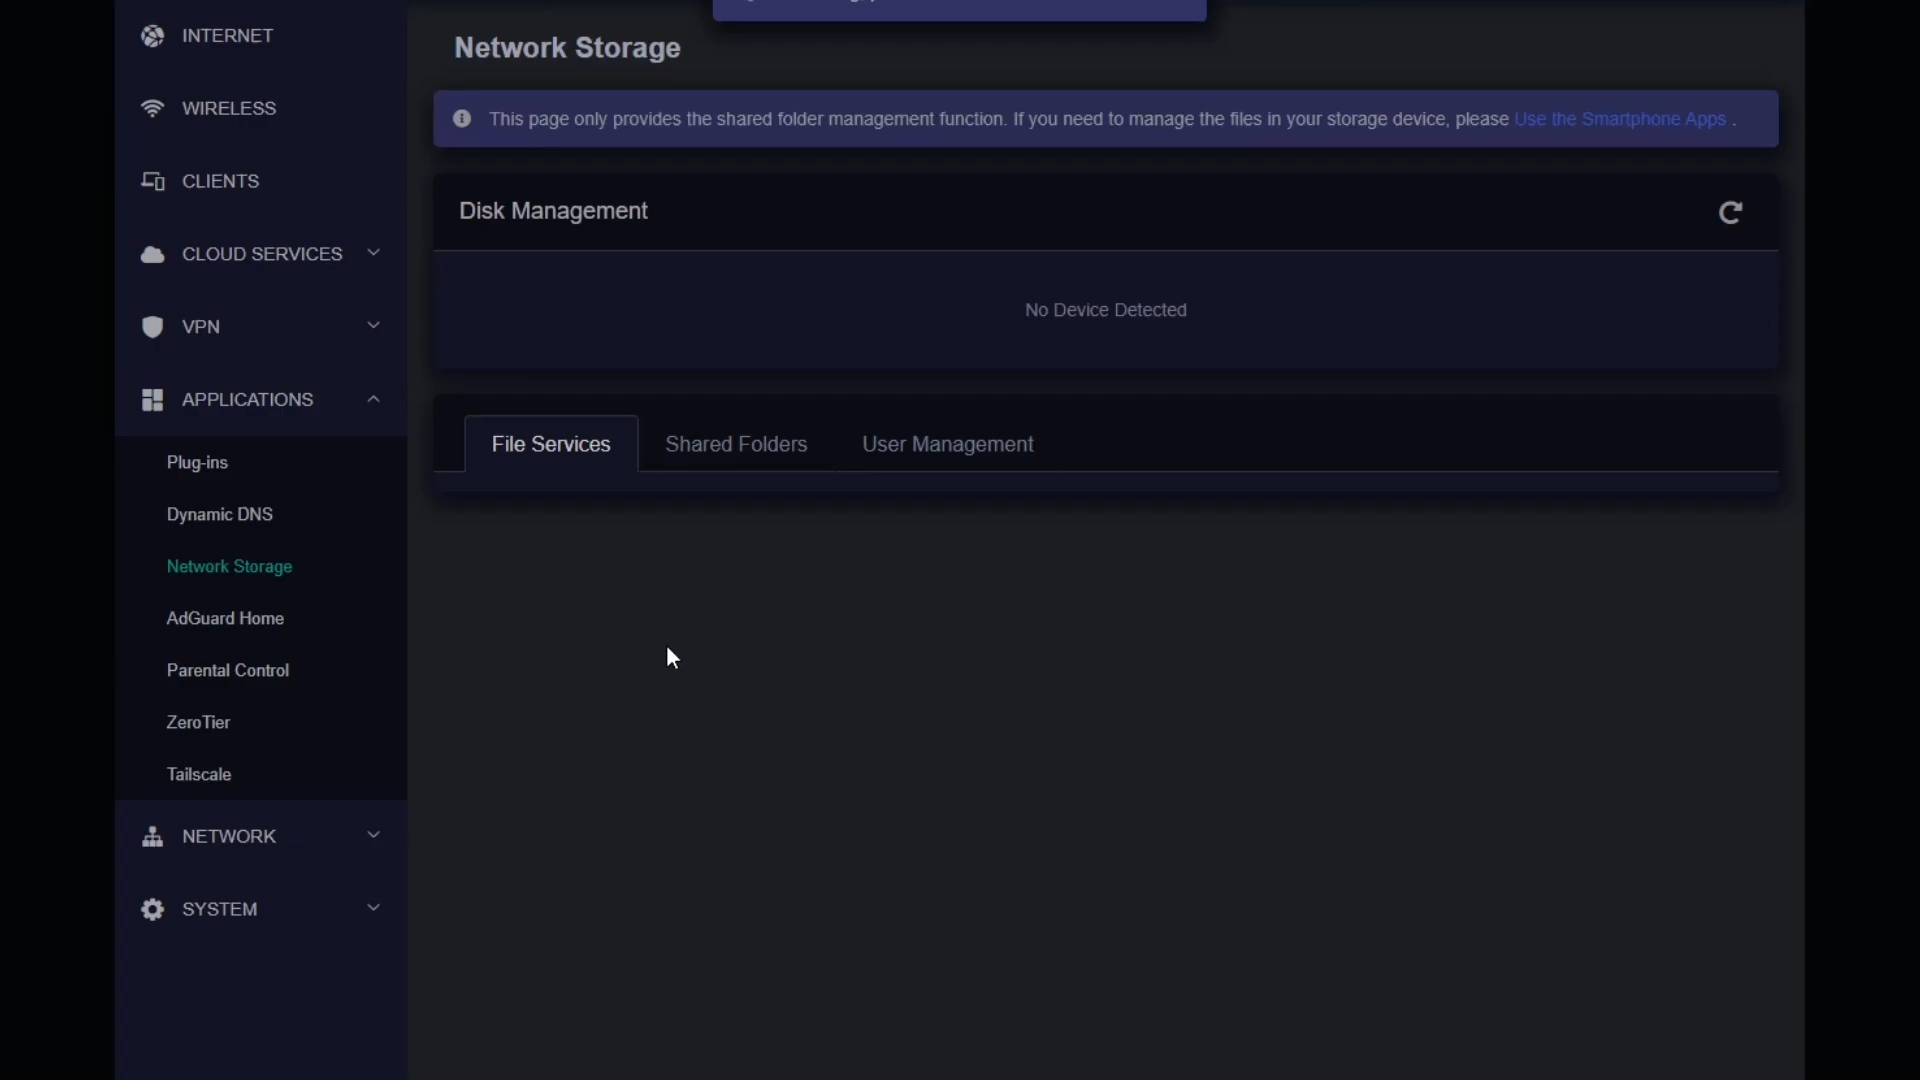 INTERNET
WIRELESS
CLIENTS
CLOUD SERVICES
VPN
APPLICATIONS
Plug-ins
Dynamic DNS
Network Storage
AdGuard Home
Parental Control
ZeroTier
Tailscale
NETWORK
SYSTEM
Network Storage
This page only provides the shared folder management function. If you need to manage the files in your storage device, please Use the Smartphone Apps .
Disk Management
No Device Detected
File Services Shared Folders User Management